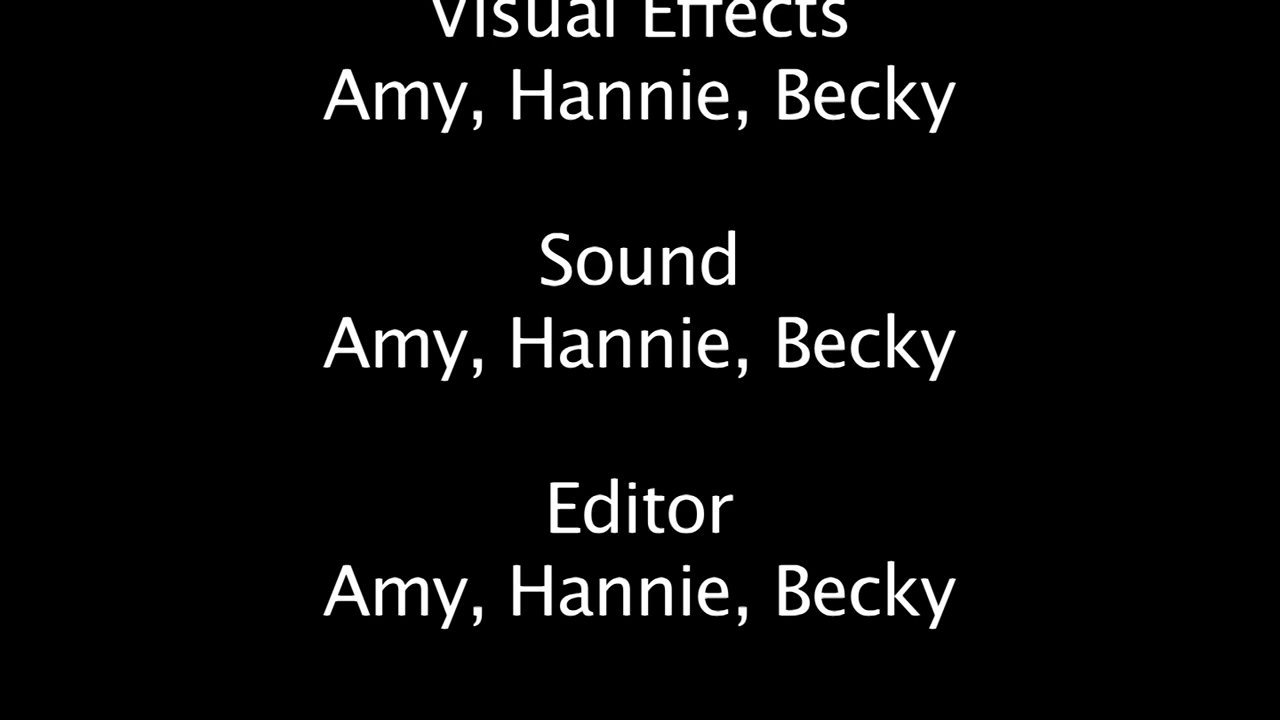 Visual Effects
Amy, Hannie, Becky
Sound
Amy, Hannie, Becky
Editor
Amy, Hannie, Becky